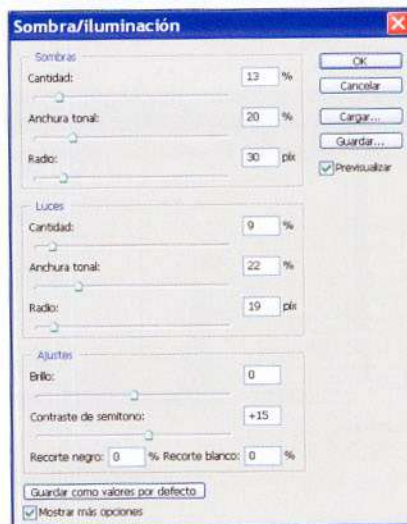 Sombra/iluminación
Sombras
Cantidad: 13 %
Anchura tonal: 20 %
Radio: 30 píx
OK
Cancelar
Cargar...
Guardar...
Previsualizar
Luces
Cantidad: 9 %
Anchura tonal: 22 %
Radio: 19 píx
Ajustes
Brillo: 0
Contraste de semitono: +15
Recorte negro: 0 % Recorte blanco: 0 %
Guardar como valores por defecto
Mostrar más opciones